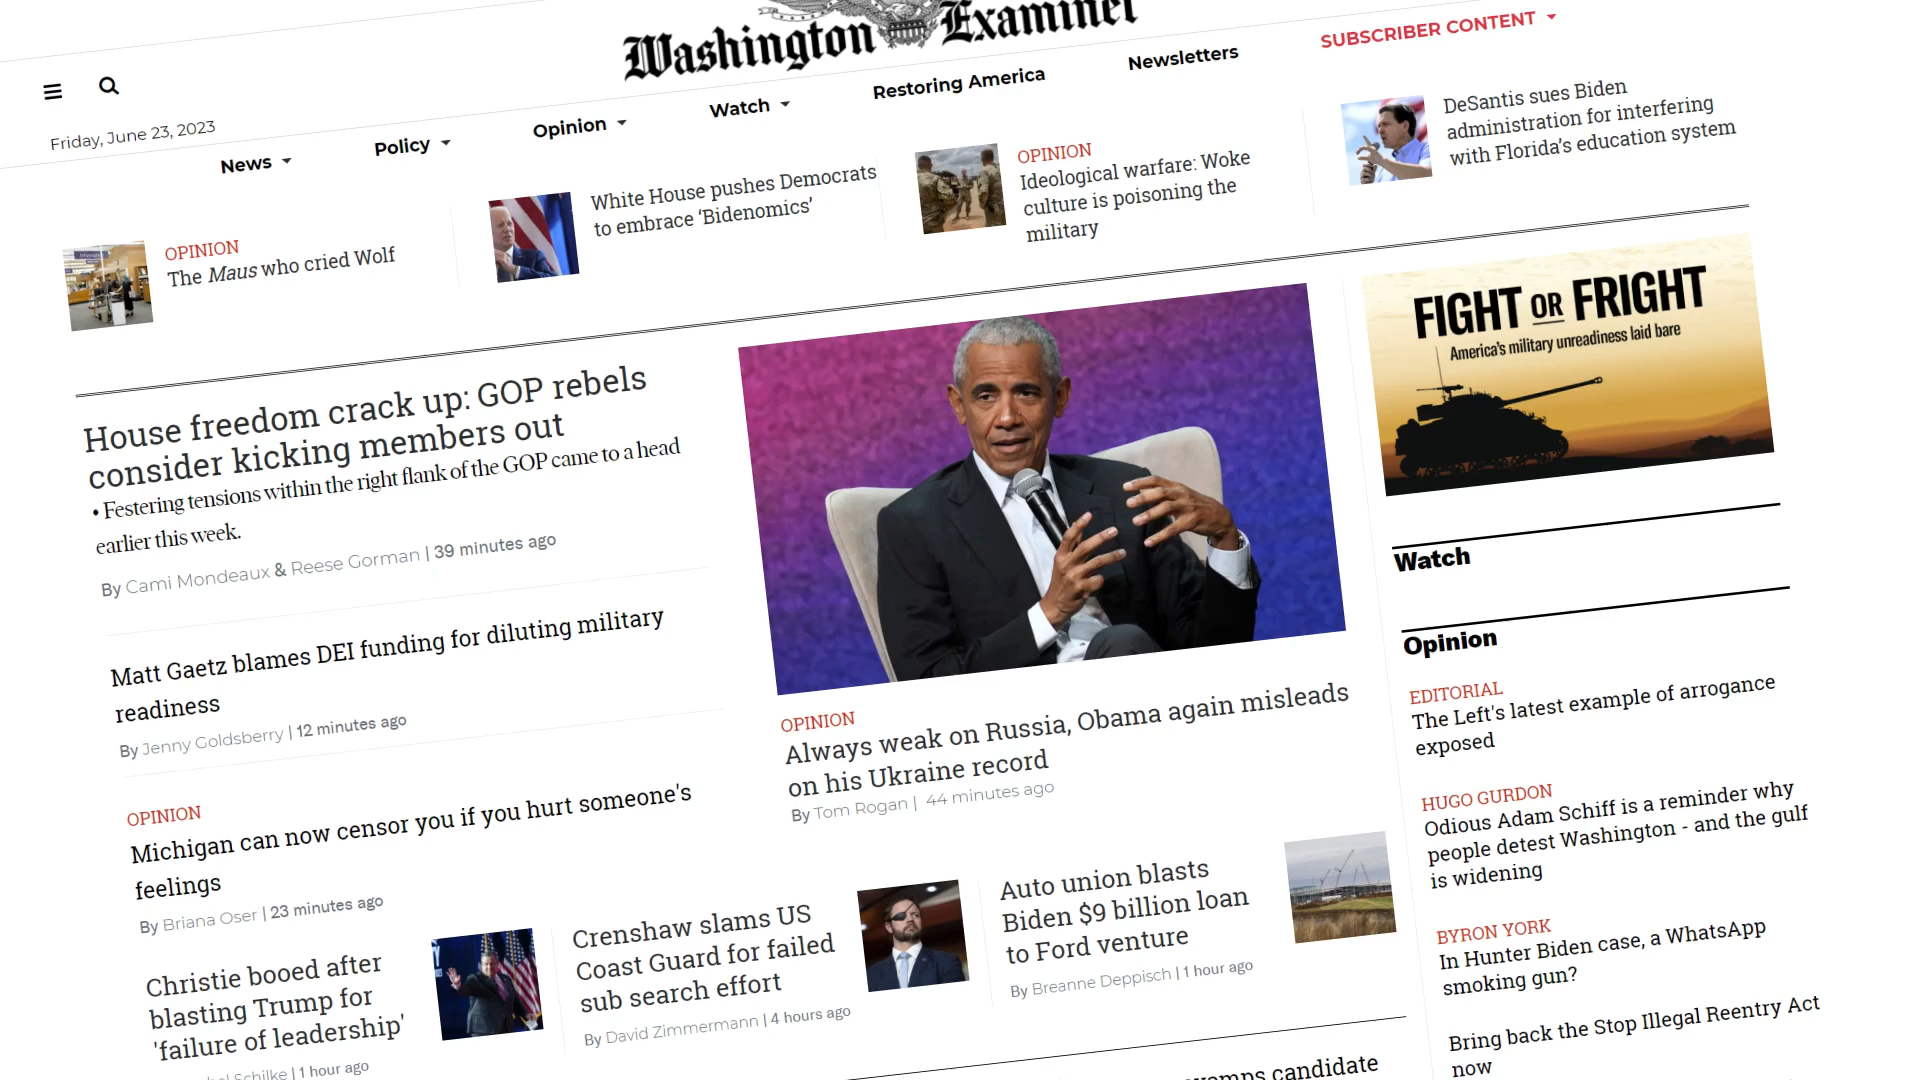 Washington Examiner
Friday, June 23, 2023
News
Policy
Opinion
Watch
Restoring America
Newsletters
SUBSCRIBER CONTENT
OPINION
The Maus who cried Wolf
White House pushes Democrats
to embrace ‘Bidenomics’
OPINION
Ideological warfare: Woke
culture is poisoning the
military
DeSantis sues Biden
administration for interfering
with Florida's education system
House freedom crack up: GOP rebels
consider kicking members out
• Festering tensions within the right flank of the GOP came to a head
earlier this week.
By Cami Mondeaux & Reese Gorman | 39 minutes ago
Matt Gaetz blames DEI funding for diluting military
readiness
By Jenny Goldsberry | 12 minutes ago
OPINION
Michigan can now censor you if you hurt someone's
feelings
By Briana Oser | 23 minutes ago
OPINION
Always weak on Russia, Obama again misleads
on his Ukraine record
By Tom Rogan | 44 minutes ago
Christie booed after
blasting Trump for
'failure of leadership'
Schilke | 1 hour ago
Crenshaw slams US
Coast Guard for failed
sub search effort
By David Zimmermann | 4 hours ago
Auto union blasts
Biden $9 billion loan
to Ford venture
By Breanne Deppisch | 1 hour ago
candidate
FIGHT OR FRIGHT
America's military unreadiness laid bare
Watch
Opinion
EDITORIAL
The Left's latest example of arrogance
exposed
HUGO GURDON
Odious Adam Schiff is a reminder why
people detest Washington - and the gulf
is widening
BYRON YORK
In Hunter Biden case, a WhatsApp
smoking gun?
Bring back the Stop Illegal Reentry Act
now